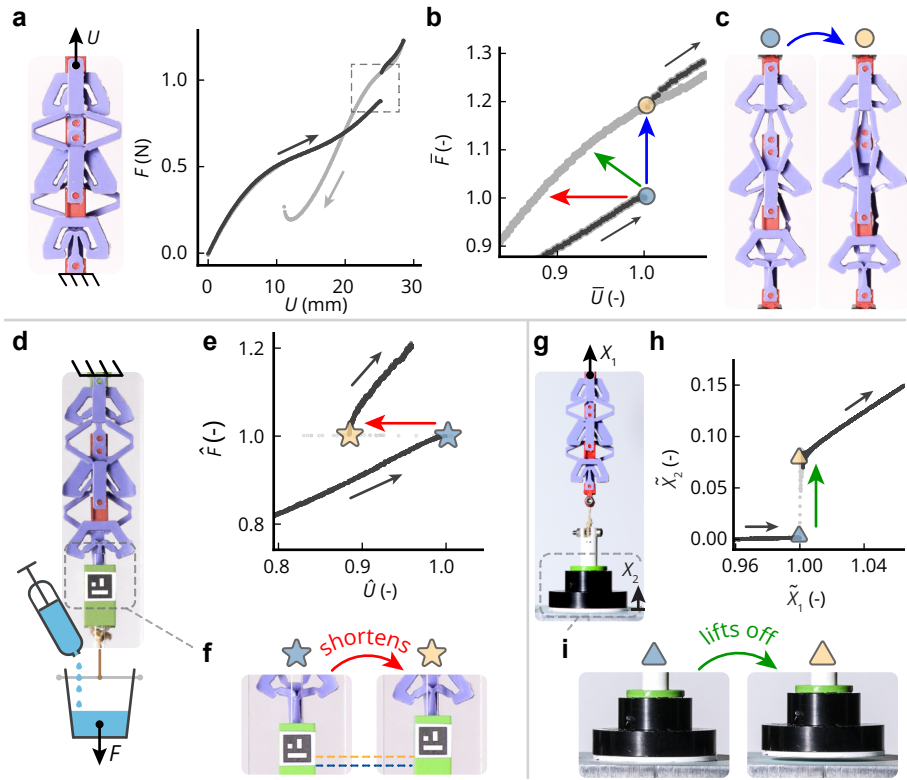 a
U
F (N)
1.0
0.5
0.0
0
10
20
30
U (mm)
b
F̅ (-)
1.3
1.2
1.1
1.0
0.9
0.9
1.0
U̅ (-)
c
d
F
e
F̂ (-)
1.2
1.0
0.8
0.8
0.9
1.0
Û (-)
f
shortens
g
X₁
X₂
h
X̃₂ (-)
0.15
0.10
0.05
0.00
0.96
1.00
1.04
X̃₁ (-)
i
lifts off